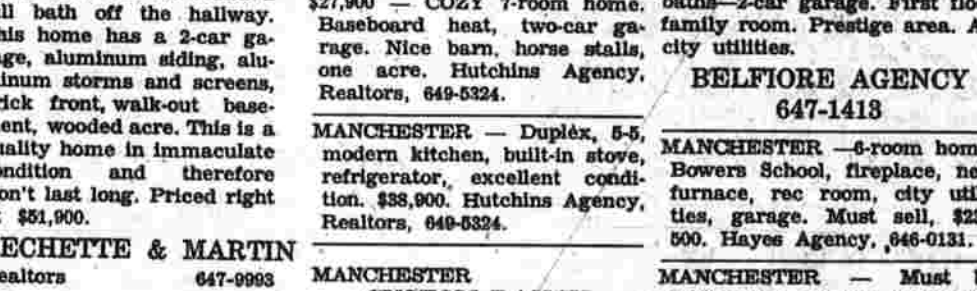 ll bath off the hallway.
his home has a 2-car ga-
ge, aluminum siding, alu-
inum storms and screens,
rick front, walk-out base-
ent, wooded acre. This is a
uality home in immaculate
ondition and therefore
on't last long. Priced right
$51,900.
ECHETTE & MARTIN
ealtors 647-9993
$27,900 — COZY 7-room home.
Baseboard heat, two-car ga-
rage. Nice barn, horse stalls,
one acre. Hutchins Agency,
Realtors, 649-5324.
MANCHESTER — Duplex, 5-5,
modern kitchen, built-in stove,
refrigerator, excellent condi-
tion. $38,900. Hutchins Agency,
Realtors, 649-5324.
MANCHESTER
baths—2-car garage. First flo
family room. Prestige area. A
city utilities.
BELFIORE AGENCY
647-1413
MANCHESTER —6-room hom
Bowers School, fireplace, ne
furnace, rec room, city util
ties, garage. Must sell,
500. Hayes Agency, 646-0131.
MANCHESTER — Must